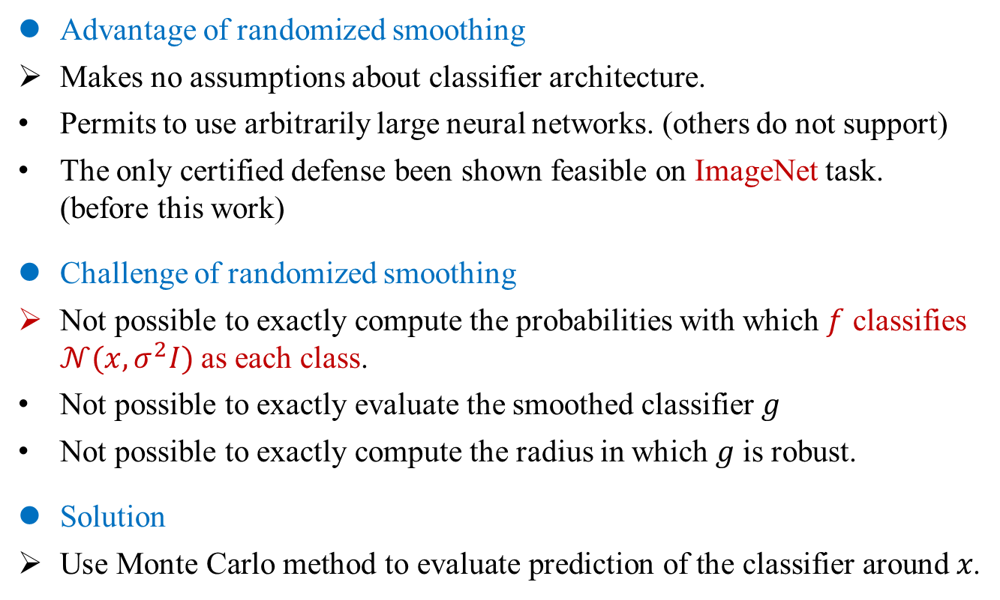 ● Advantage of randomized smoothing
➢ Makes no assumptions about classifier architecture.
• Permits to use arbitrarily large neural networks. (others do not support)
• The only certified defense been shown feasible on ImageNet task.
(before this work)
● Challenge of randomized smoothing
➢ Not possible to exactly compute the probabilities with which 𝑓 classifies
𝒩(𝑥, 𝜎²𝐼) as each class.
• Not possible to exactly evaluate the smoothed classifier 𝑔
• Not possible to exactly compute the radius in which 𝑔 is robust.
● Solution
➢ Use Monte Carlo method to evaluate prediction of the classifier around 𝑥.